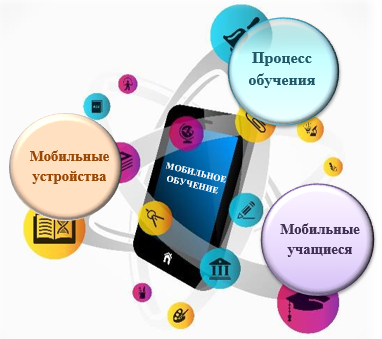 Процесс
обучения
Мобильные
устройства
МОБИЛЬНОЕ
ОБУЧЕНИЕ
Мобильные
учащиеся